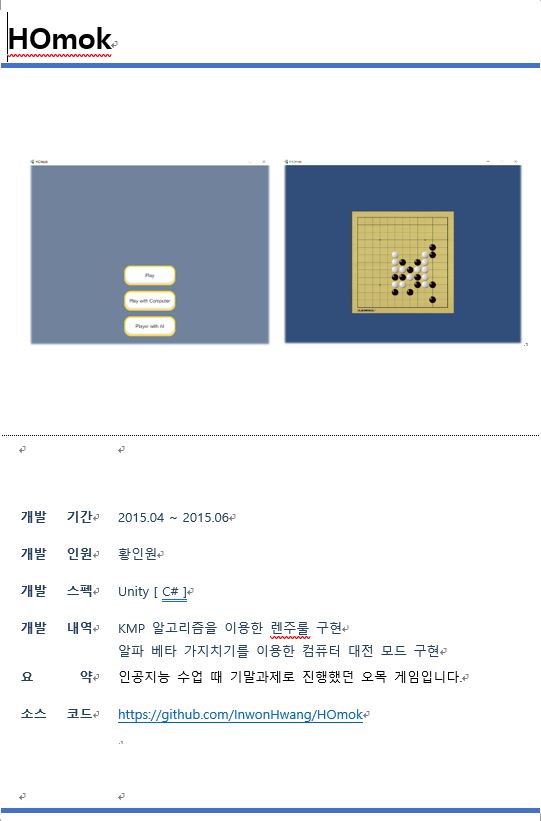 HOmok
HOmok
HOmok
Play
Play with Computer
Player with AI
개발 기간 2015.04 ~ 2015.06
개발 인원 황인원
개발 스펙 Unity [ C# ]
개발 내역 KMP 알고리즘을 이용한 렌주룰 구현
알파 베타 가지치기를 이용한 컴퓨터 대전 모드 구현
요 약 인공지능 수업 때 기말과제로 진행했던 오목 게임입니다.
소스 코드 https://github.com/InwonHwang/HOmok